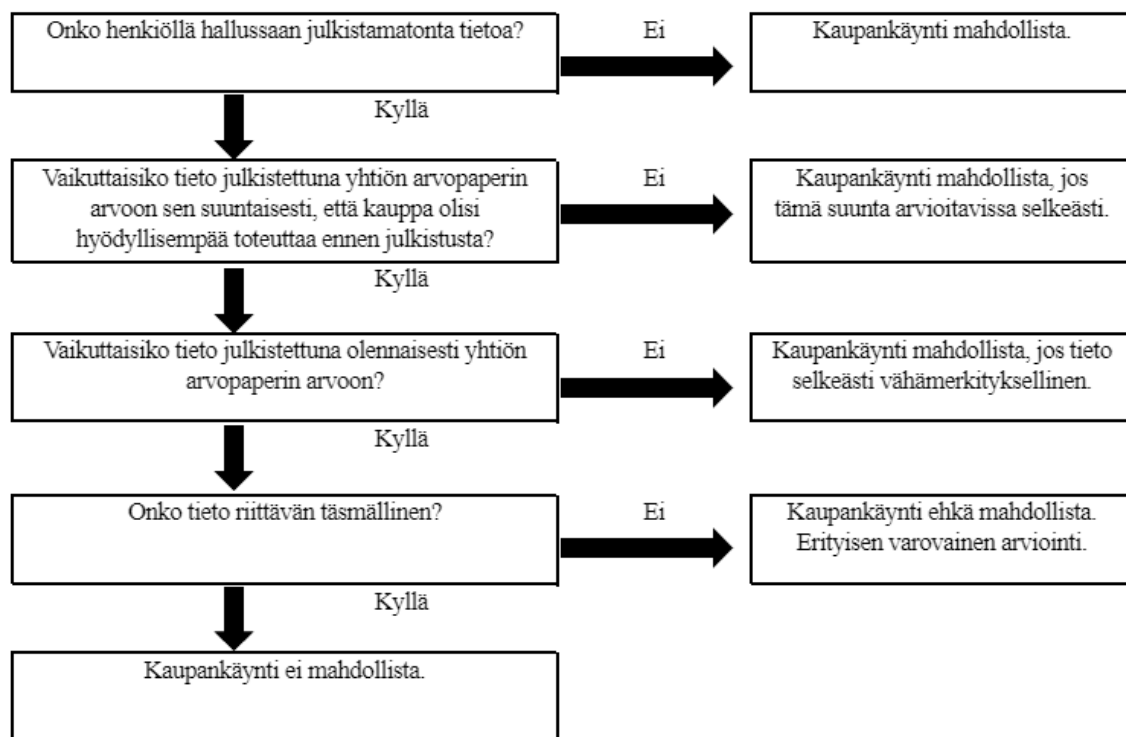 Onko henkiöllä hallussaan julkistamatonta tietoa?
Ei
Kaupankäynti mahdollista.
Kyllä
Vaikuttaisiko tieto julkistettuna yhtiön arvopaperin
arvoon sen suuntaisesti, että kauppa olisi
hyödyllisempää toteuttaa ennen julkistusta?
Ei
Kaupankäynti mahdollista, jos
tämä suunta arvioitavissa selkeästi.
Kyllä
Vaikuttaisiko tieto julkistettuna olennaisesti yhtiön
arvopaperin arvoon?
Ei
Kaupankäynti mahdollista, jos tieto
selkeästi vähämerkityksellinen.
Kyllä
Onko tieto riittävän täsmällinen?
Ei
Kaupankäynti ehkä mahdollista.
Erityisen varovainen arviointi.
Kyllä
Kaupankäynti ei mahdollista.